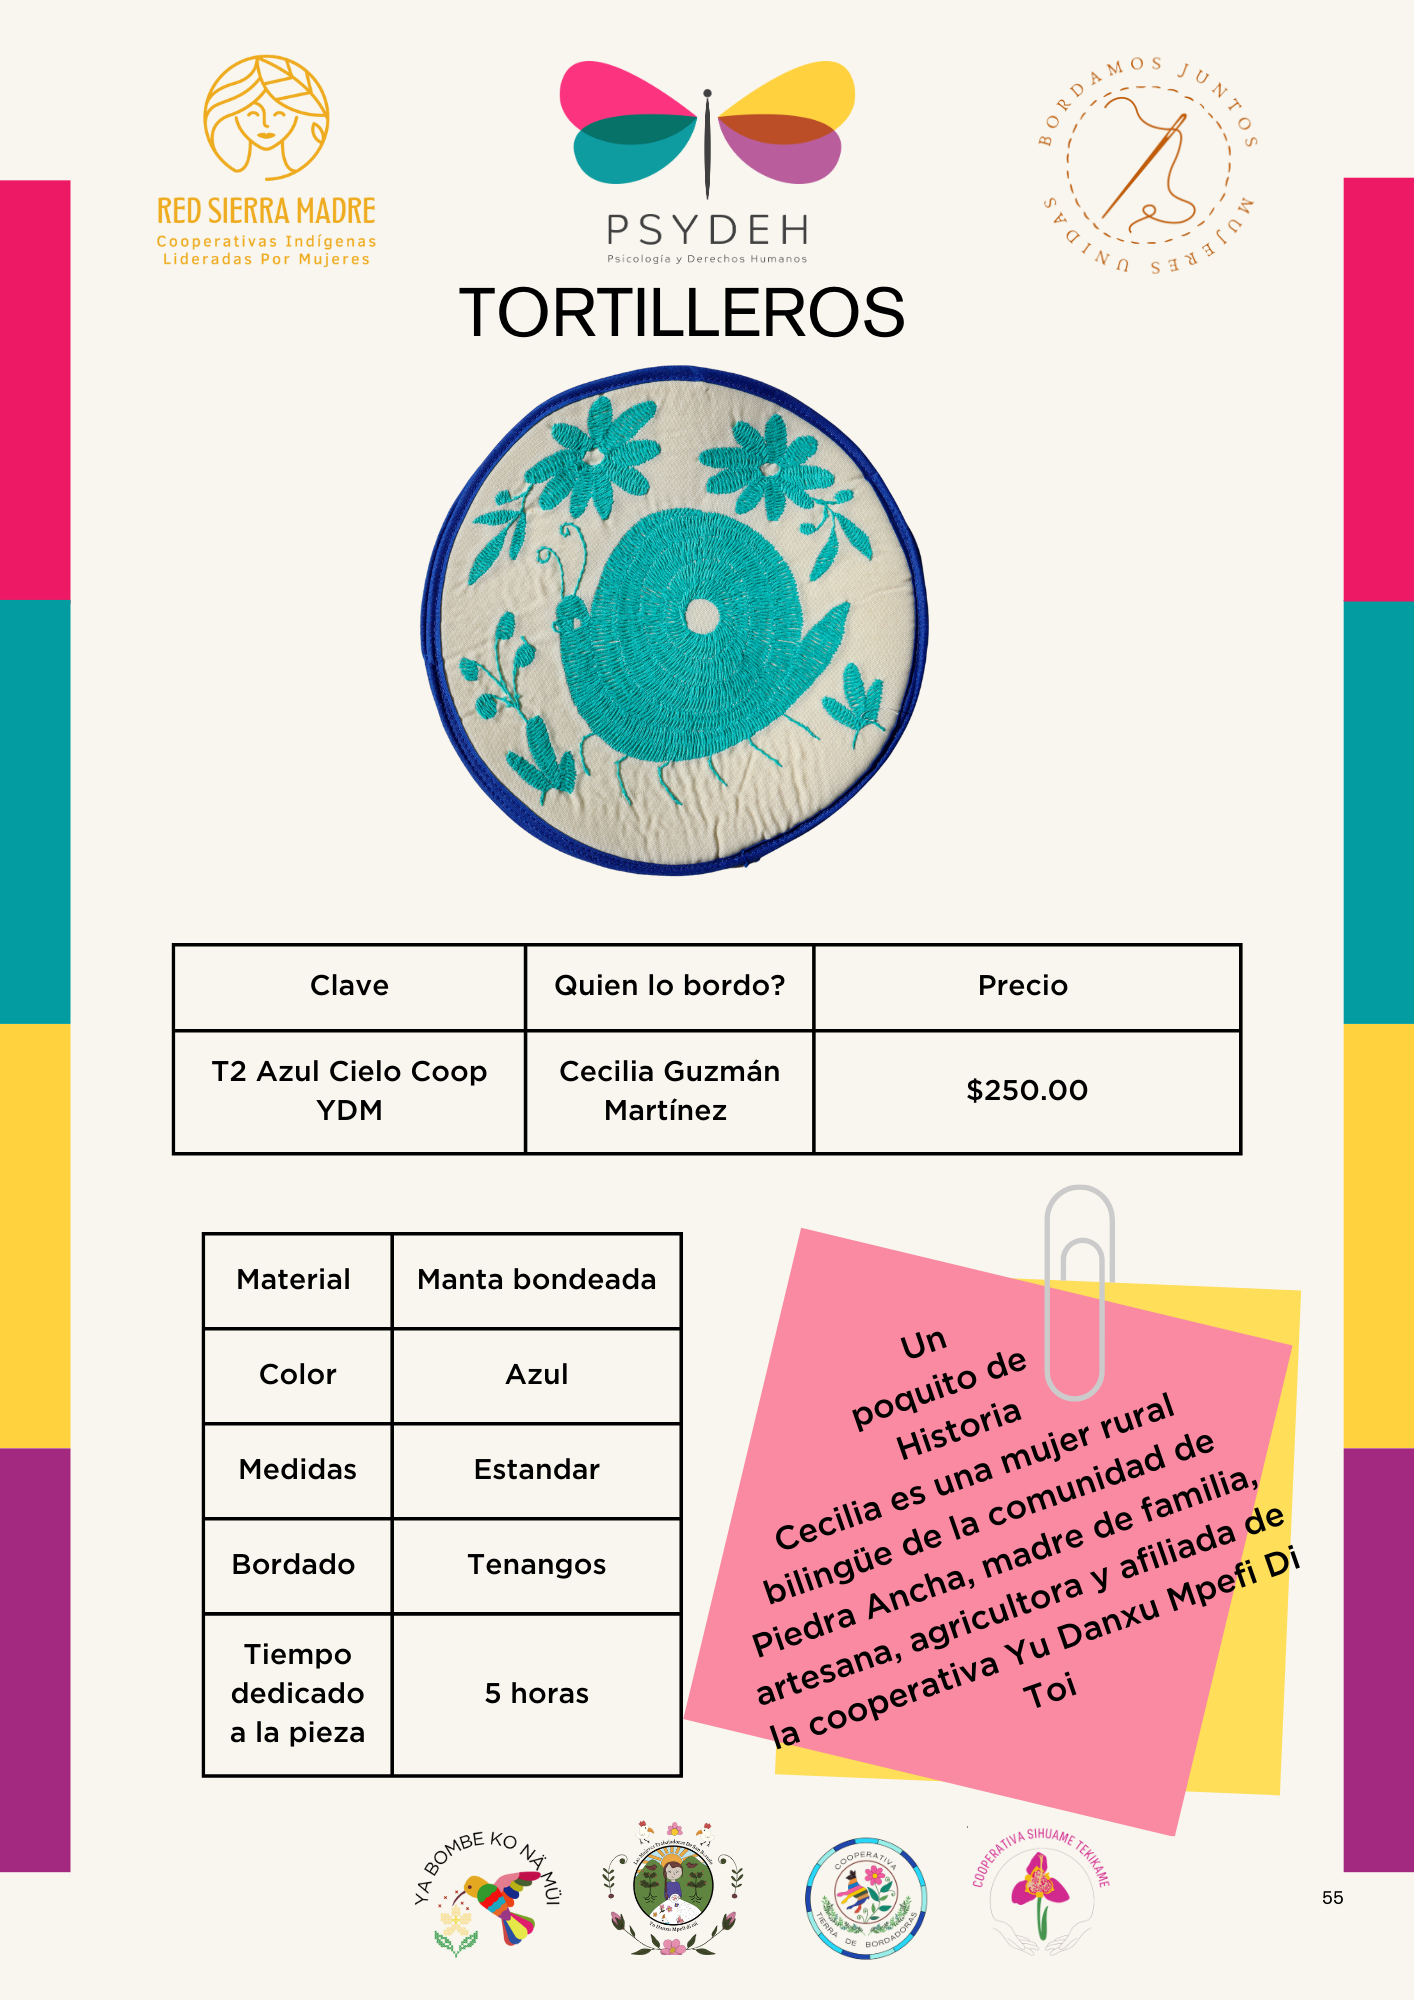 RED SIERRA MADRE
Cooperativas Indígenas
Lideradas Por Mujeres
PSYDEH
Psicología y Derechos Humanos
BORDAMOS JUNTOS
MUJERES UNIDAS
TORTILLEROS
Clave
Quien lo bordo?
Precio
T2 Azul Cielo Coop
YDM
Cecilia Guzmán
Martínez
$250.00
Material
Manta bondeada
Color
Azul
Medidas
Estandar
Bordado
Tenangos
Tiempo
dedicado
a la pieza
5 horas
Un
poquito de
Historia
Cecilia es una mujer rural
bilingüe de la comunidad de
Piedra Ancha, madre de familia,
artesana, agricultora y afiliada de
la cooperativa Yu Danxu Mpefi Di
Toi
YA BOMBE KO NÄ MÜI
Yu Danxu Mpefi di
COOPERATIVA
TIERRA DE BORDADORAS
COOPERATIVA SIHUAME TEKIKAME
55